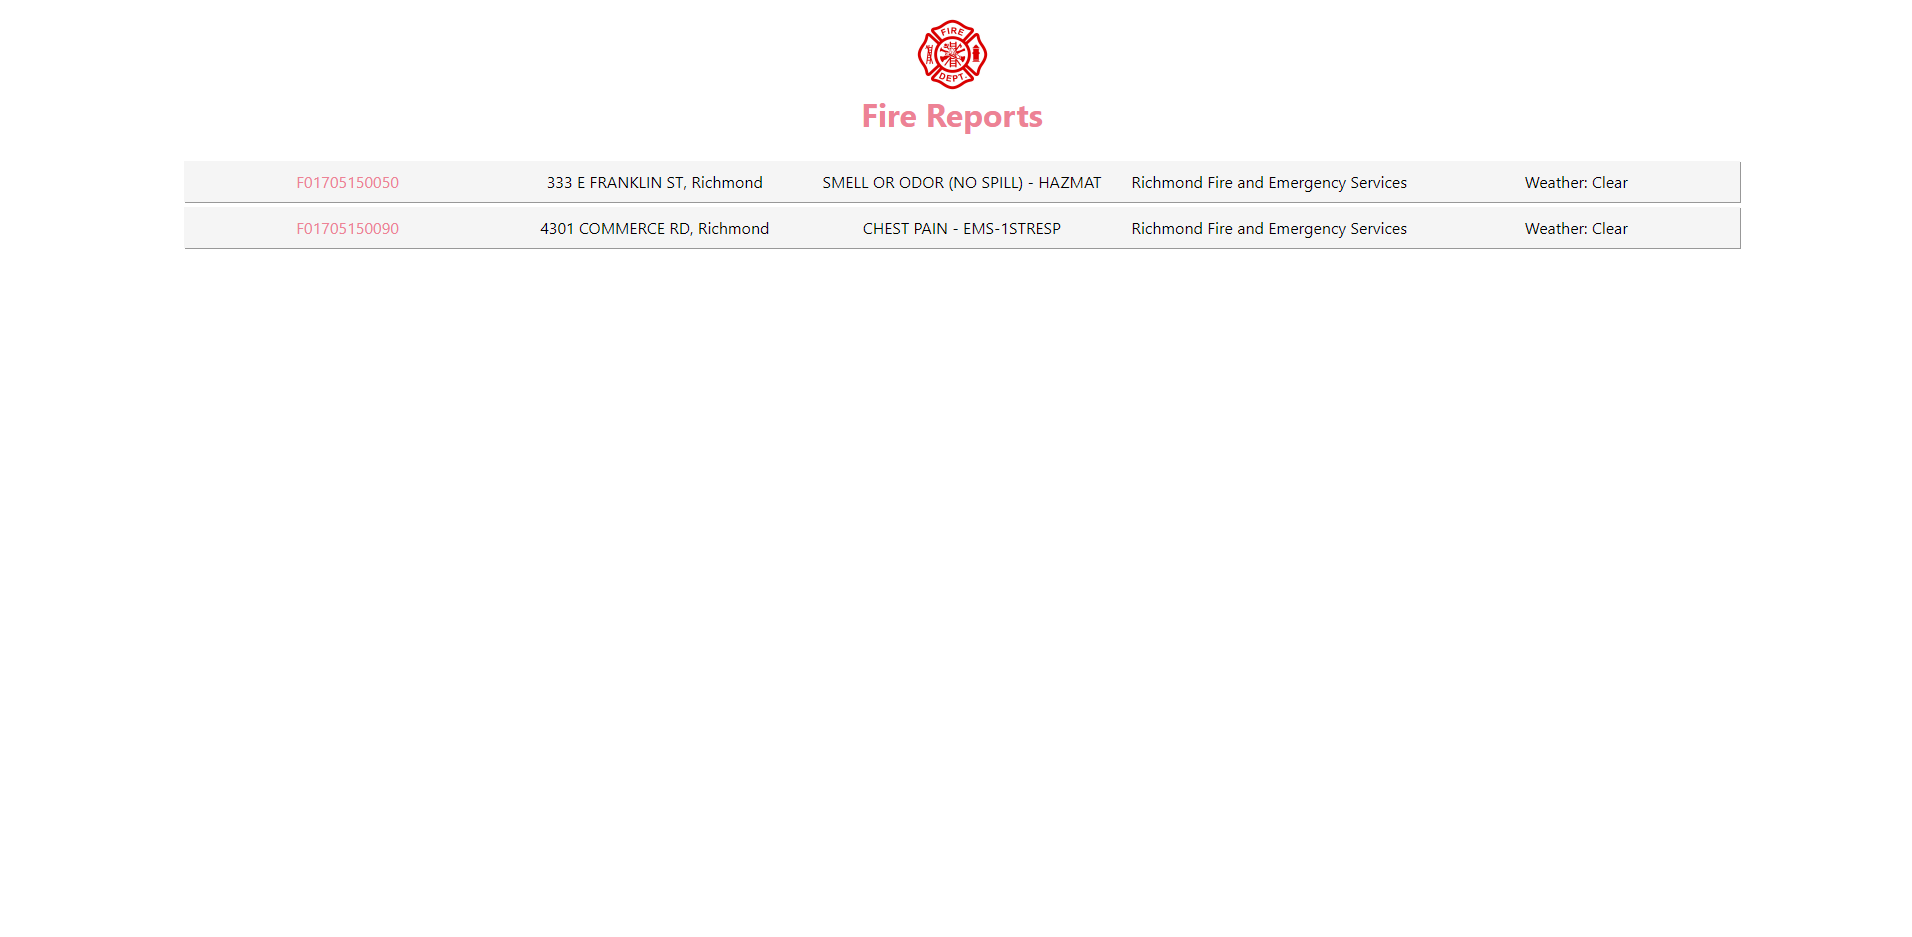 FIRE
DEPT.
Fire Reports
F01705150050 333 E FRANKLIN ST, Richmond SMELL OR ODOR (NO SPILL) - HAZMAT Richmond Fire and Emergency Services Weather: Clear
F01705150090 4301 COMMERCE RD, Richmond CHEST PAIN - EMS-1STRESP Richmond Fire and Emergency Services Weather: Clear